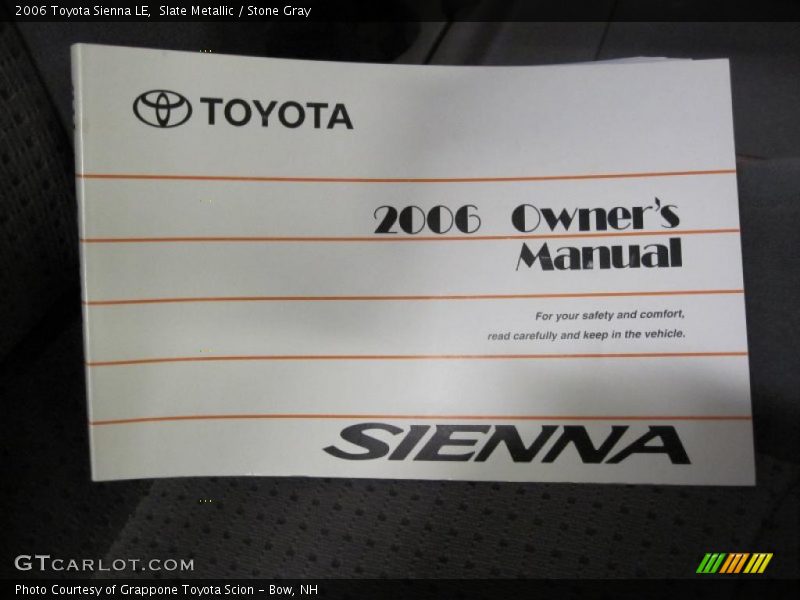 2006 Toyota Sienna LE,  Slate Metallic / Stone Gray
TOYOTA
2006 Owner's
Manual
For your safety and comfort,
read carefully and keep in the vehicle.
SIENNA
GTCARLOT.COM
Photo Courtesy of Grappone Toyota Scion - Bow, NH